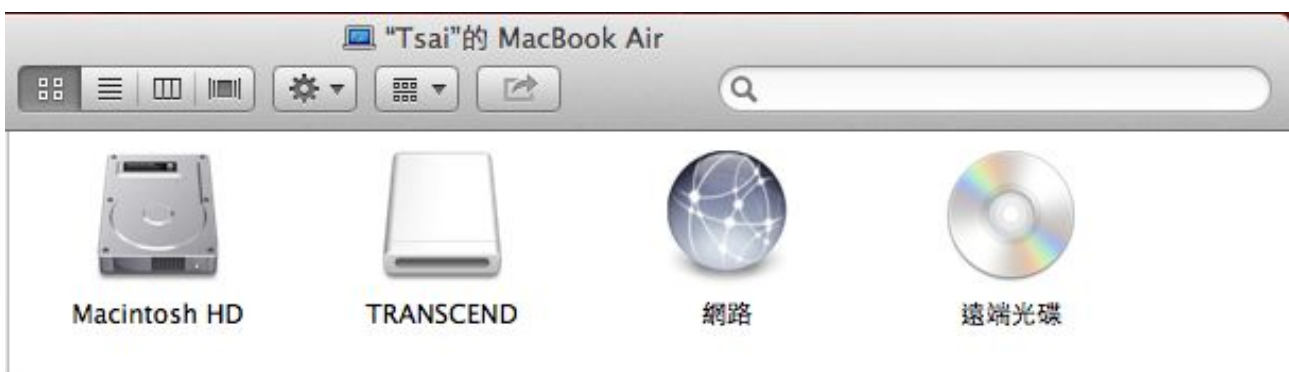 "Tsai"的 MacBook Air
Macintosh HD
TRANSCEND
網路
遠端光碟